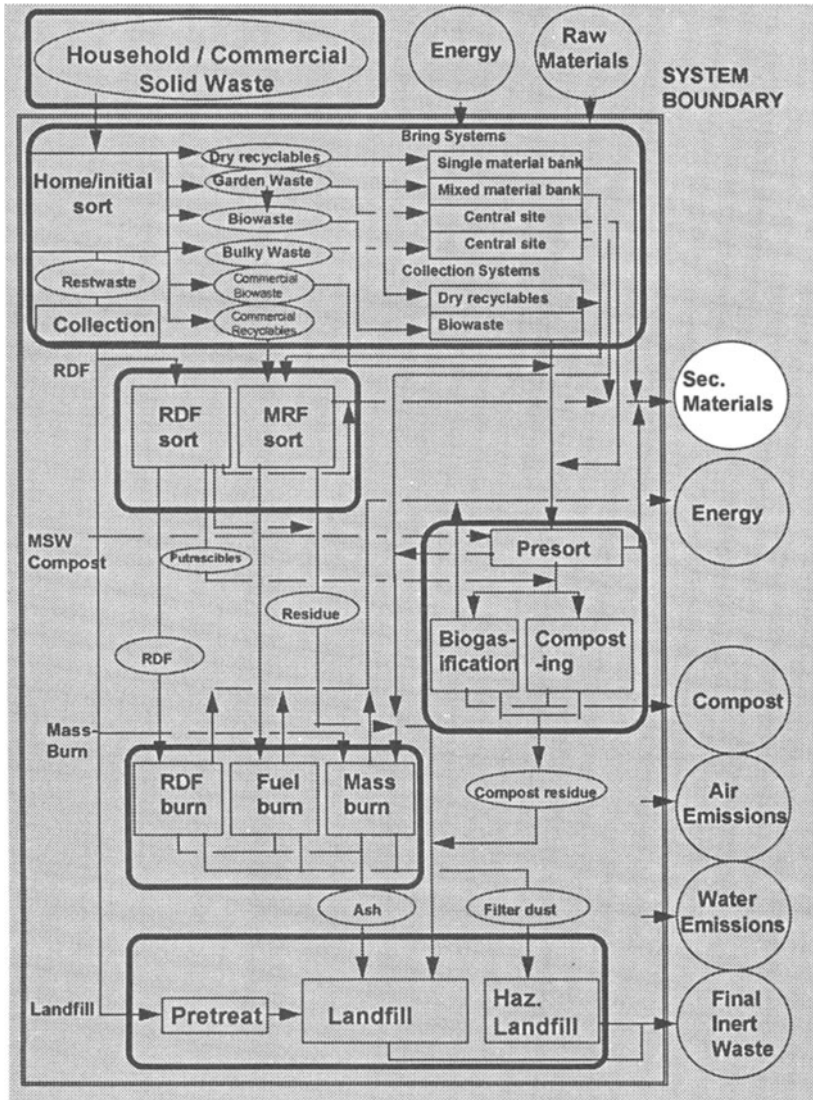 Household / Commercial
Solid Waste
Energy
Raw
Materials
SYSTEM
BOUNDARY
Bring Systems
Home/initial
sort
Dry recyclables
Garden Waste
Biowaste
Bulky Waste
Commercial
Biowaste
Commercial
Recyclables
Single material bank
Mixed material bank
Central site
Central site
Collection Systems
Dry recyclables
Biowaste
Restwaste
Collection
RDF
RDF
sort
MRF
sort
Sec.
Materials
Energy
MSW
Compost
Putrescibles
Presort
Residue
RDF
Biogas-
ification
Compost
-ing
Compost
Mass-
Burn
RDF
burn
Fuel
burn
Mass
burn
Compost residue
Air
Emissions
Ash
Filter dust
Water
Emissions
Landfill
Pretreat
Landfill
Haz.
Landfill
Final
Inert
Waste